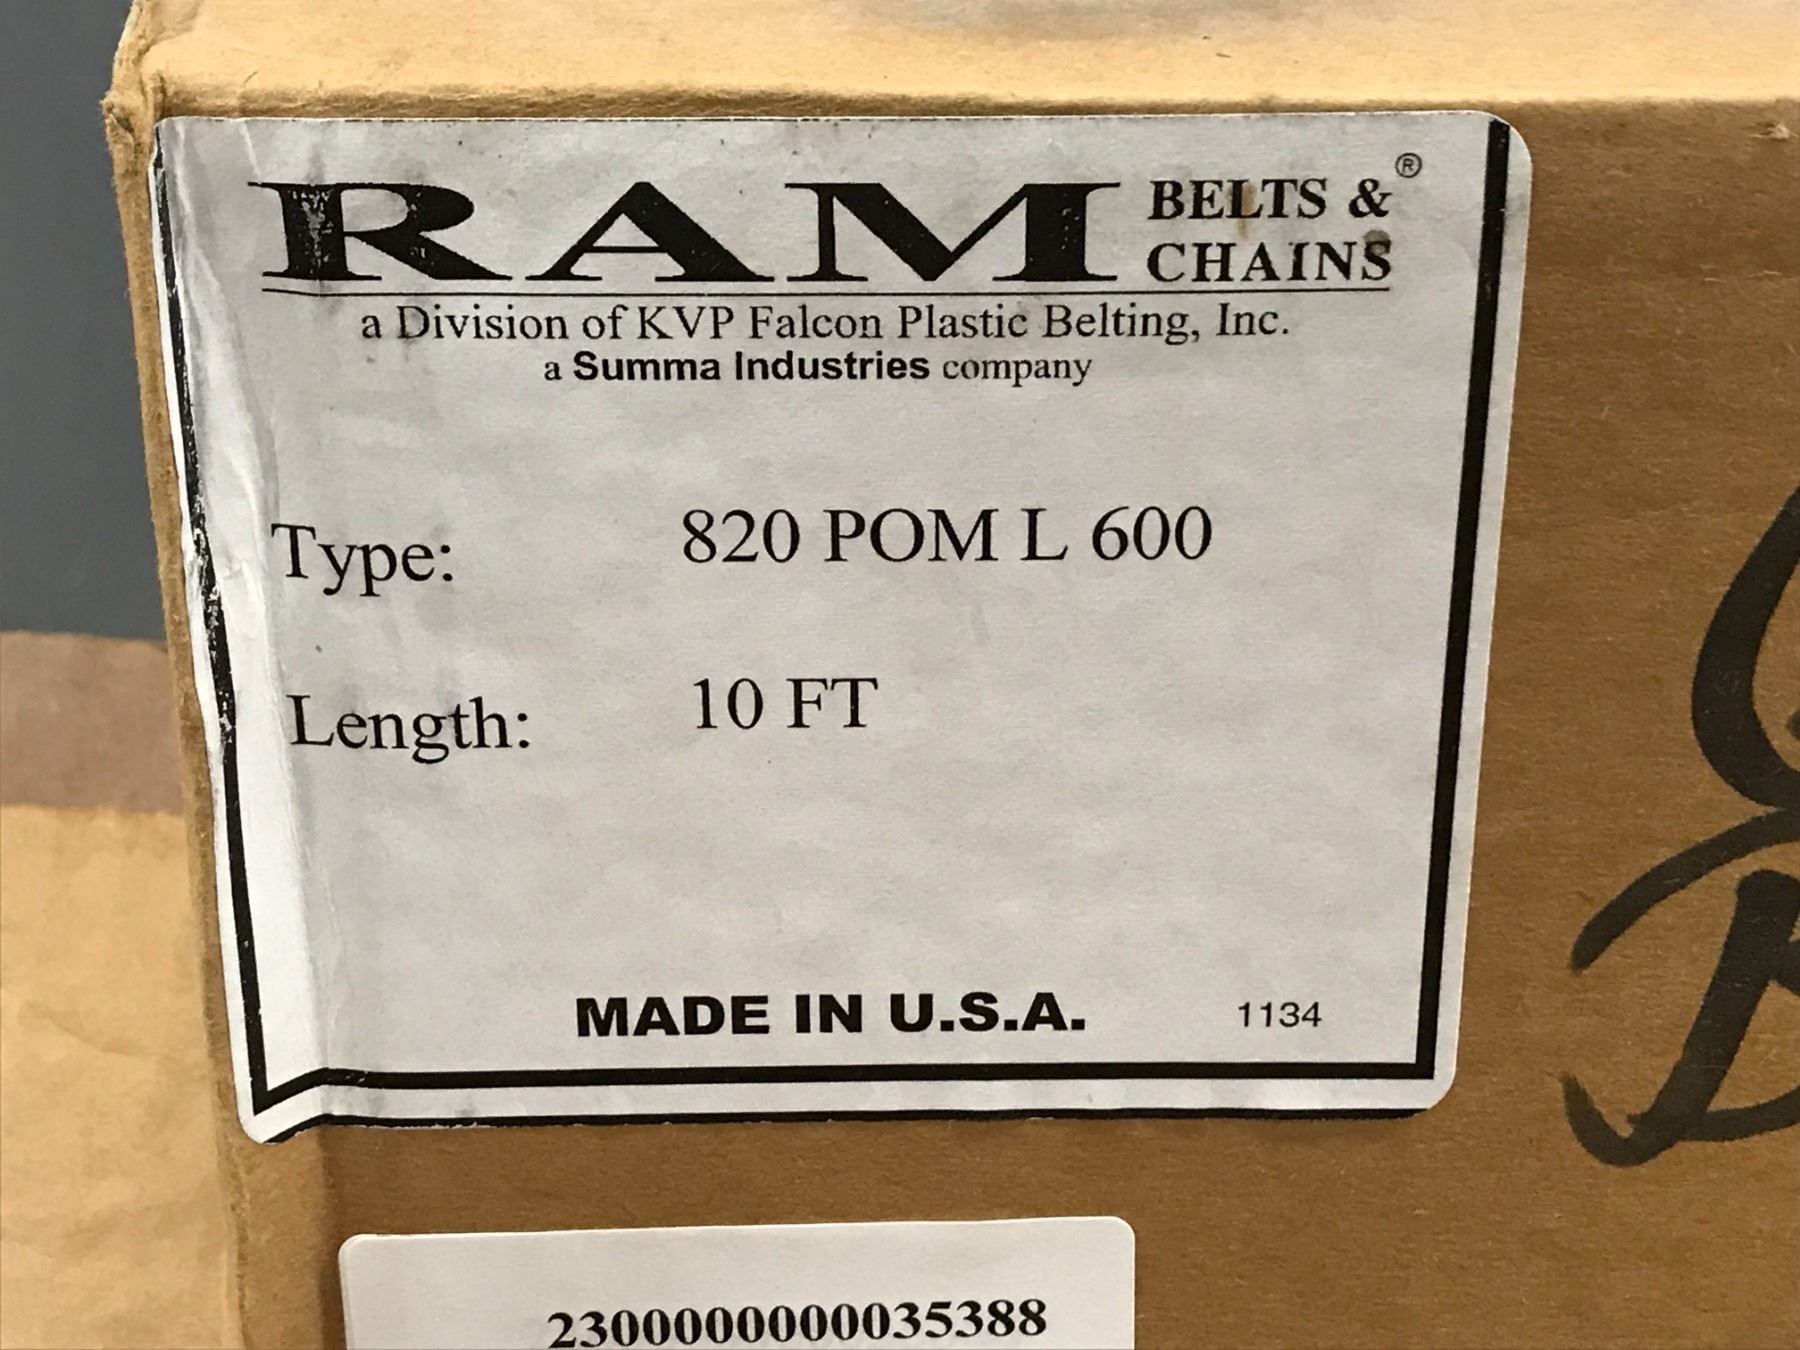 RAM BELTS & ®
CHAINS
a Division of KVP Falcon Plastic Belting, Inc.
a Summa Industries company
Type: 820 POM L 600
Length: 10 FT
MADE IN U.S.A. 1134
2300000000035388